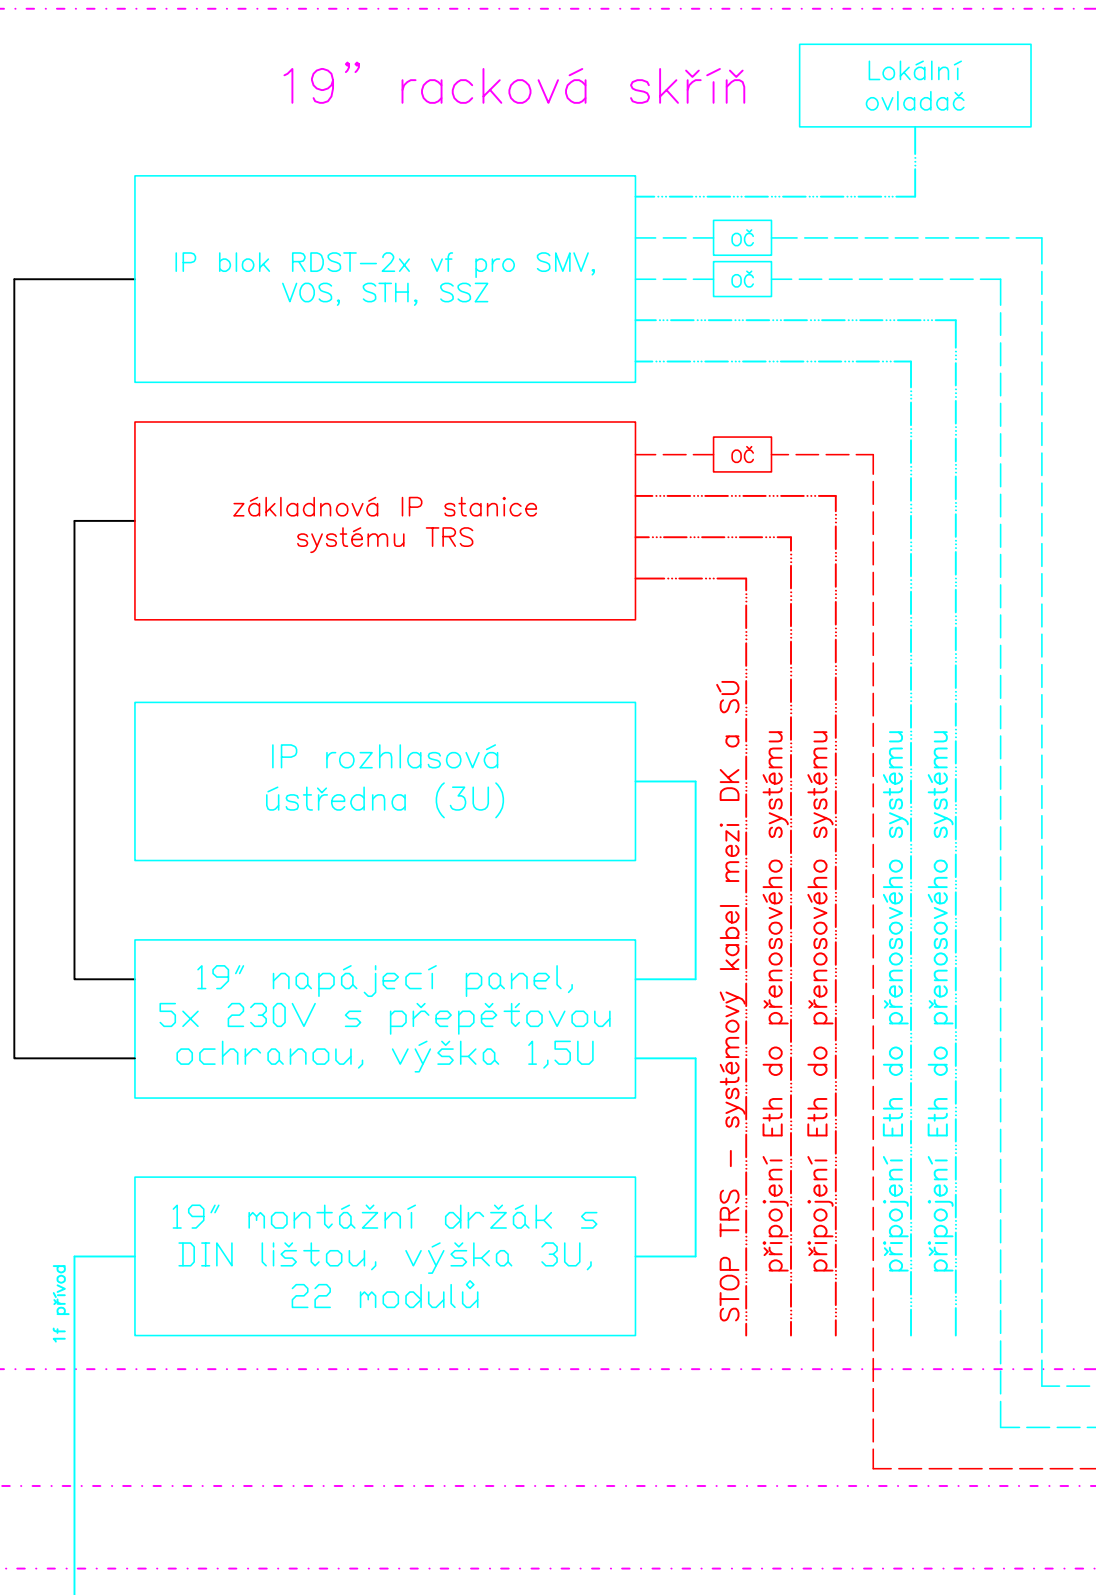 19” racková skříň
Lokální
ovladač
IP blok RDST–2x vf pro SMV,
VOS, STH, SSZ
OČ
OČ
základnová IP stanice
systému TRS
OČ
IP rozhlasová
ústředna (3U)
19″ napájecí panel,
5x 230V s přepěťovou
ochranou, výška 1,5U
19″ montážní držák s
DIN lištou, výška 3U,
22 modulů
1f přívod
STOP TRS – systémový kabel mezi DK a SÚ
připojení Eth do přenosového systému
připojení Eth do přenosového systému
připojení Eth do přenosového systému
připojení Eth do přenosového systému